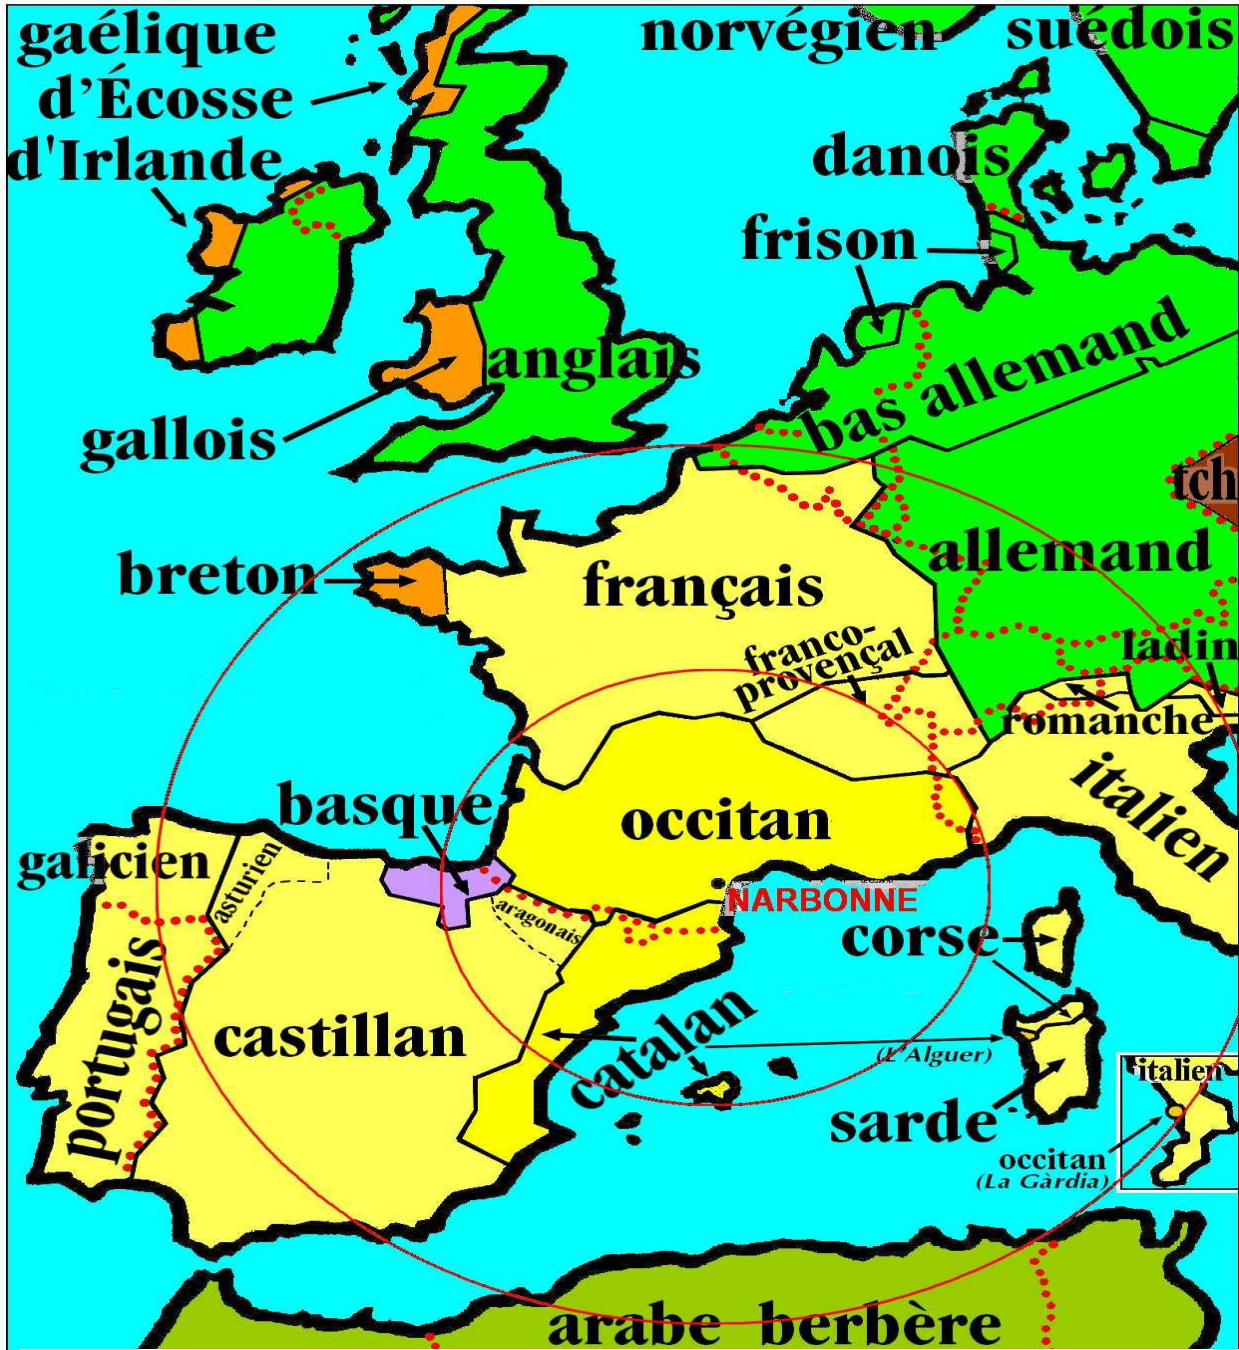 gaélique
d'Écosse
d'Irlande
norvégien
suédois
danois
frison
anglais
gallois
bas allemand
tch
allemand
breton
français
franco-
provençal
ladin
romanche
italien
basque
occitan
galicien
asturien
aragonais
NARBONNE
corse
portugais
castillan
catalan
(L'Alguer)
sarde
italien
occitan
(La Gàrdia)
arabe berbère